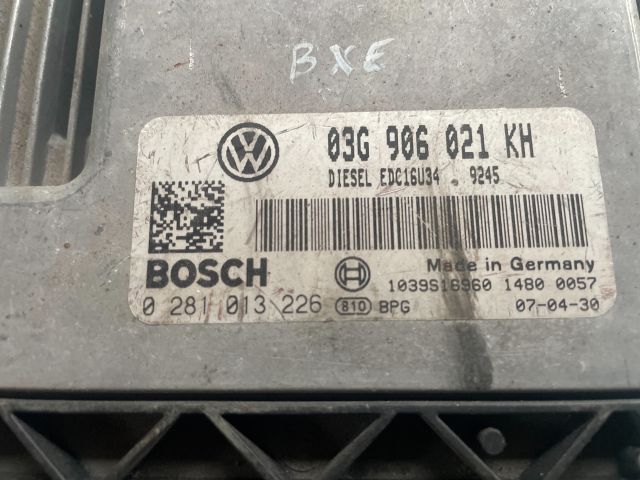 BXE
03G 906 021 KH
DIESEL EDC16U34 . 9245
BOSCH
Made in Germany
1039S16960 1480 0057
0 281 013 226 810 BPG 07-04-30